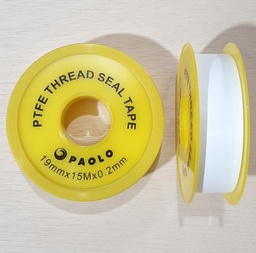 PTFE THREAD SEAL TAPE
PAOLO
19mmx15Mx0.2mm